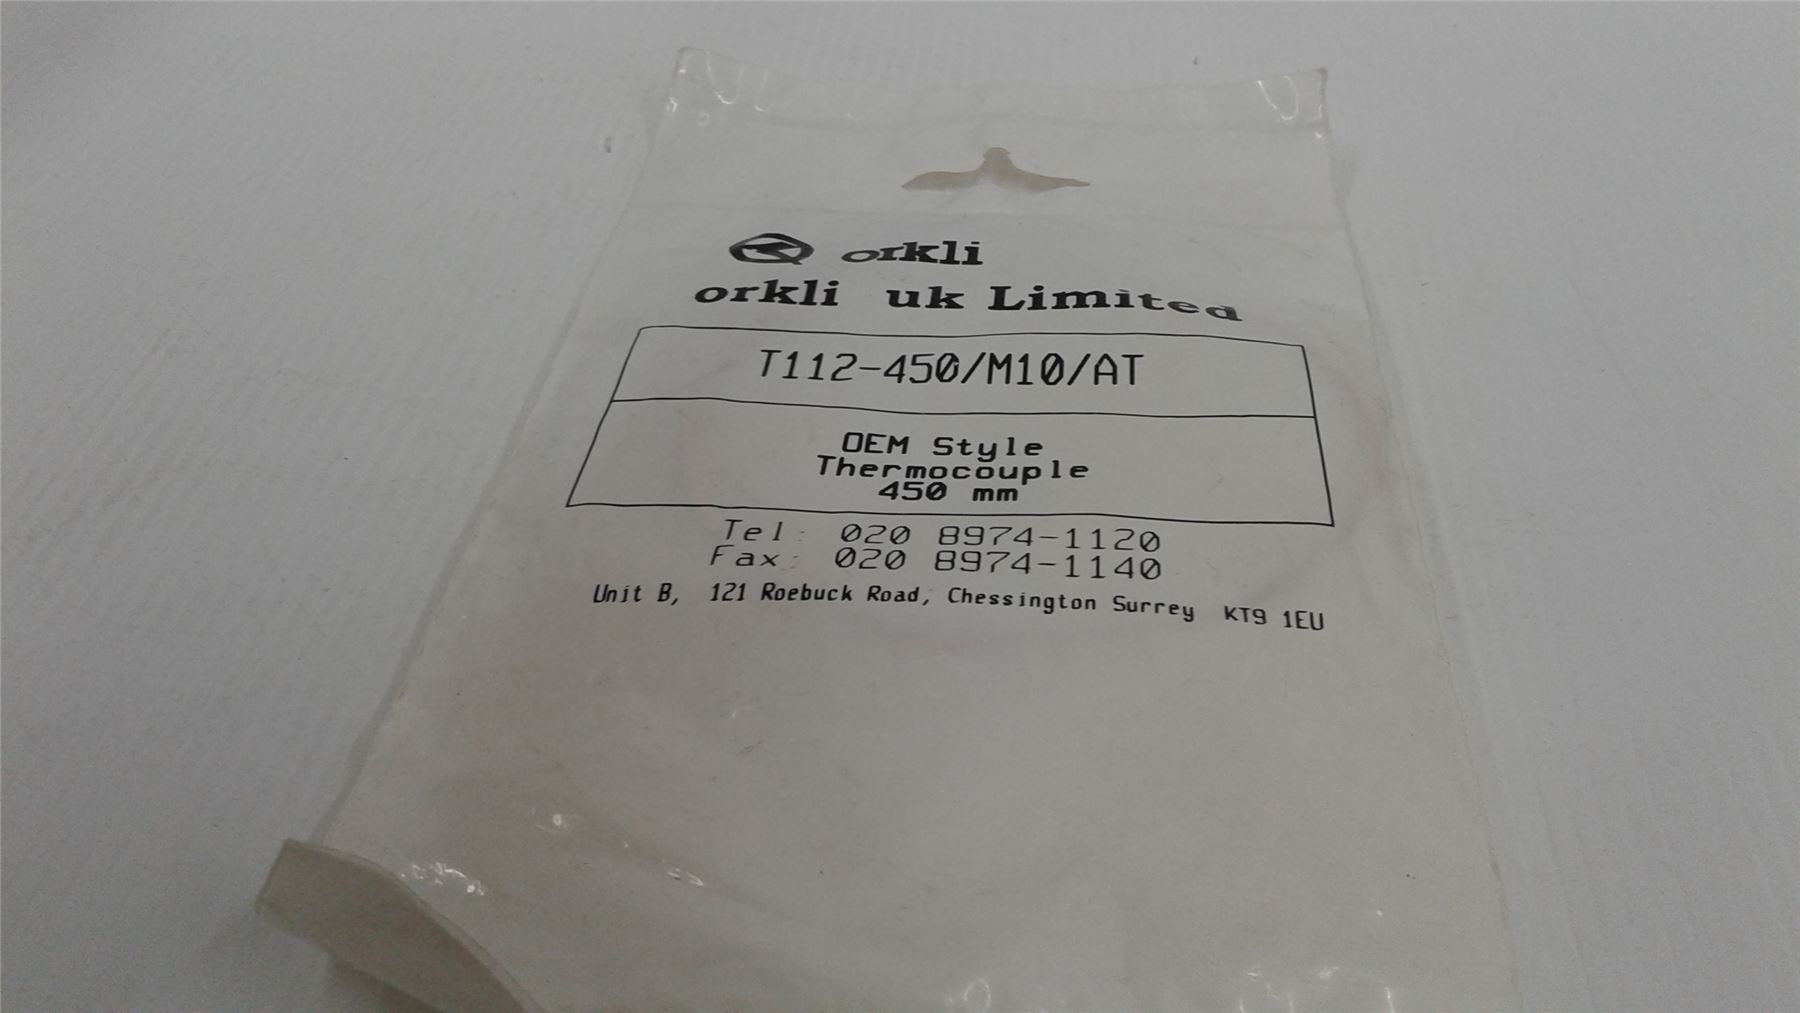 orkli
orkli uk Limited
T112-450/M10/AT
OEM Style
Thermocouple
450 mm
Tel: 020 8974-1120
Fax: 020 8974-1140
Unit B, 121 Roebuck Road, Chessington Surrey KT9 1EU